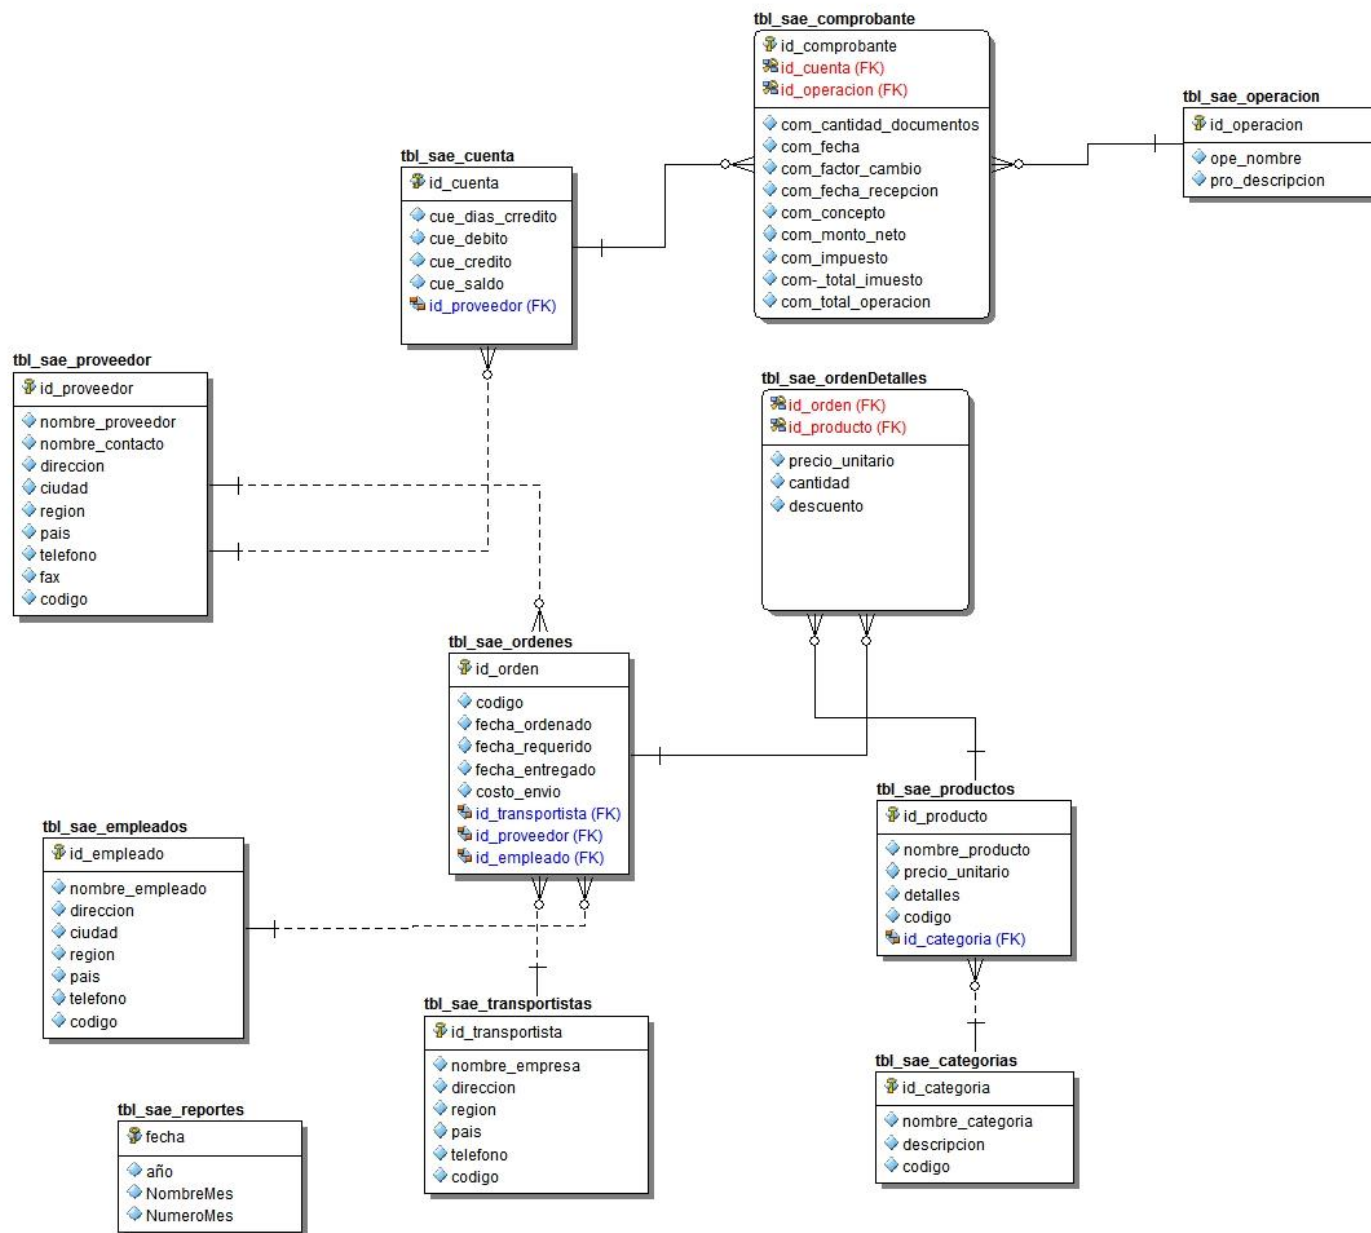 tbl_sae_comprobante
id_comprobante
id_cuenta (FK)
id_operacion (FK)
com_cantidad_documentos
com_fecha
com_factor_cambio
com_fecha_recepcion
com_concepto
com_monto_neto
com_impuesto
com-_total_imuesto
com_total_operacion
tbl_sae_operacion
id_operacion
ope_nombre
pro_descripcion
tbl_sae_cuenta
id_cuenta
cue_dias_crredito
cue_debito
cue_credito
cue_saldo
id_proveedor (FK)
tbl_sae_proveedor
id_proveedor
nombre_proveedor
nombre_contacto
direccion
ciudad
region
pais
telefono
fax
codigo
tbl_sae_ordenDetalles
id_orden (FK)
id_producto (FK)
precio_unitario
cantidad
descuento
tbl_sae_ordenes
id_orden
codigo
fecha_ordenado
fecha_requerido
fecha_entregado
costo_envio
id_transportista (FK)
id_proveedor (FK)
id_empleado (FK)
tbl_sae_productos
id_producto
nombre_producto
precio_unitario
detalles
codigo
id_categoria (FK)
tbl_sae_empleados
id_empleado
nombre_empleado
direccion
ciudad
region
pais
telefono
codigo
tbl_sae_transportistas
id_transportista
nombre_empresa
direccion
region
pais
telefono
codigo
tbl_sae_categorias
id_categoria
nombre_categoria
descripcion
codigo
tbl_sae_reportes
fecha
año
NombreMes
NumeroMes